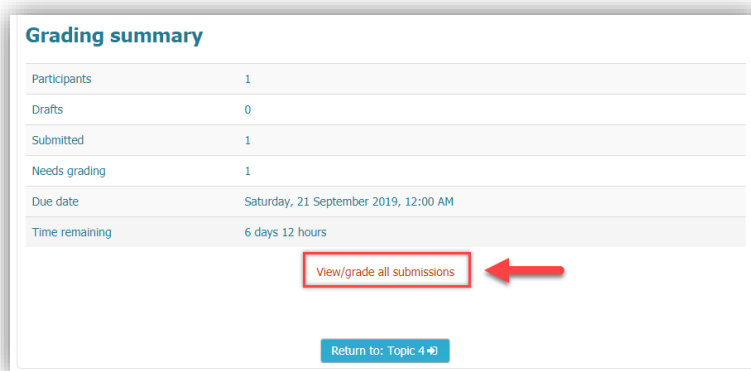 Grading summary
Participants 1
Drafts 0
Submitted 1
Needs grading 1
Due date Saturday, 21 September 2019, 12:00 AM
Time remaining 6 days 12 hours
View/grade all submissions
Return to: Topic 4